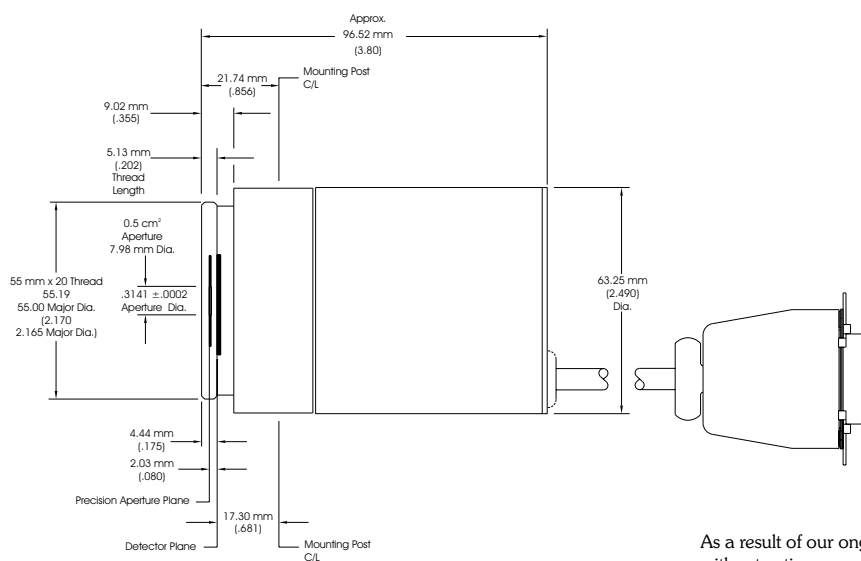 Approx.
96.52 mm
(3.80)
21.74 mm
(.856)
Mounting Post
C/L
9.02 mm
(.355)
5.13 mm
(.202)
Thread
Length
0.5 cm²
Aperture
7.98 mm Dia.
55 mm x 20 Thread
55.19
55.00 Major Dia.
(2.170
2.165 Major Dia.)
.3141 ±.0002
Aperture Dia.
63.25 mm
(2.490)
Dia.
4.44 mm
(.175)
2.03 mm
(.080)
Precision Aperture Plane
17.30 mm
(.681)
Detector Plane
Mounting Post
C/L
As a result of our ong